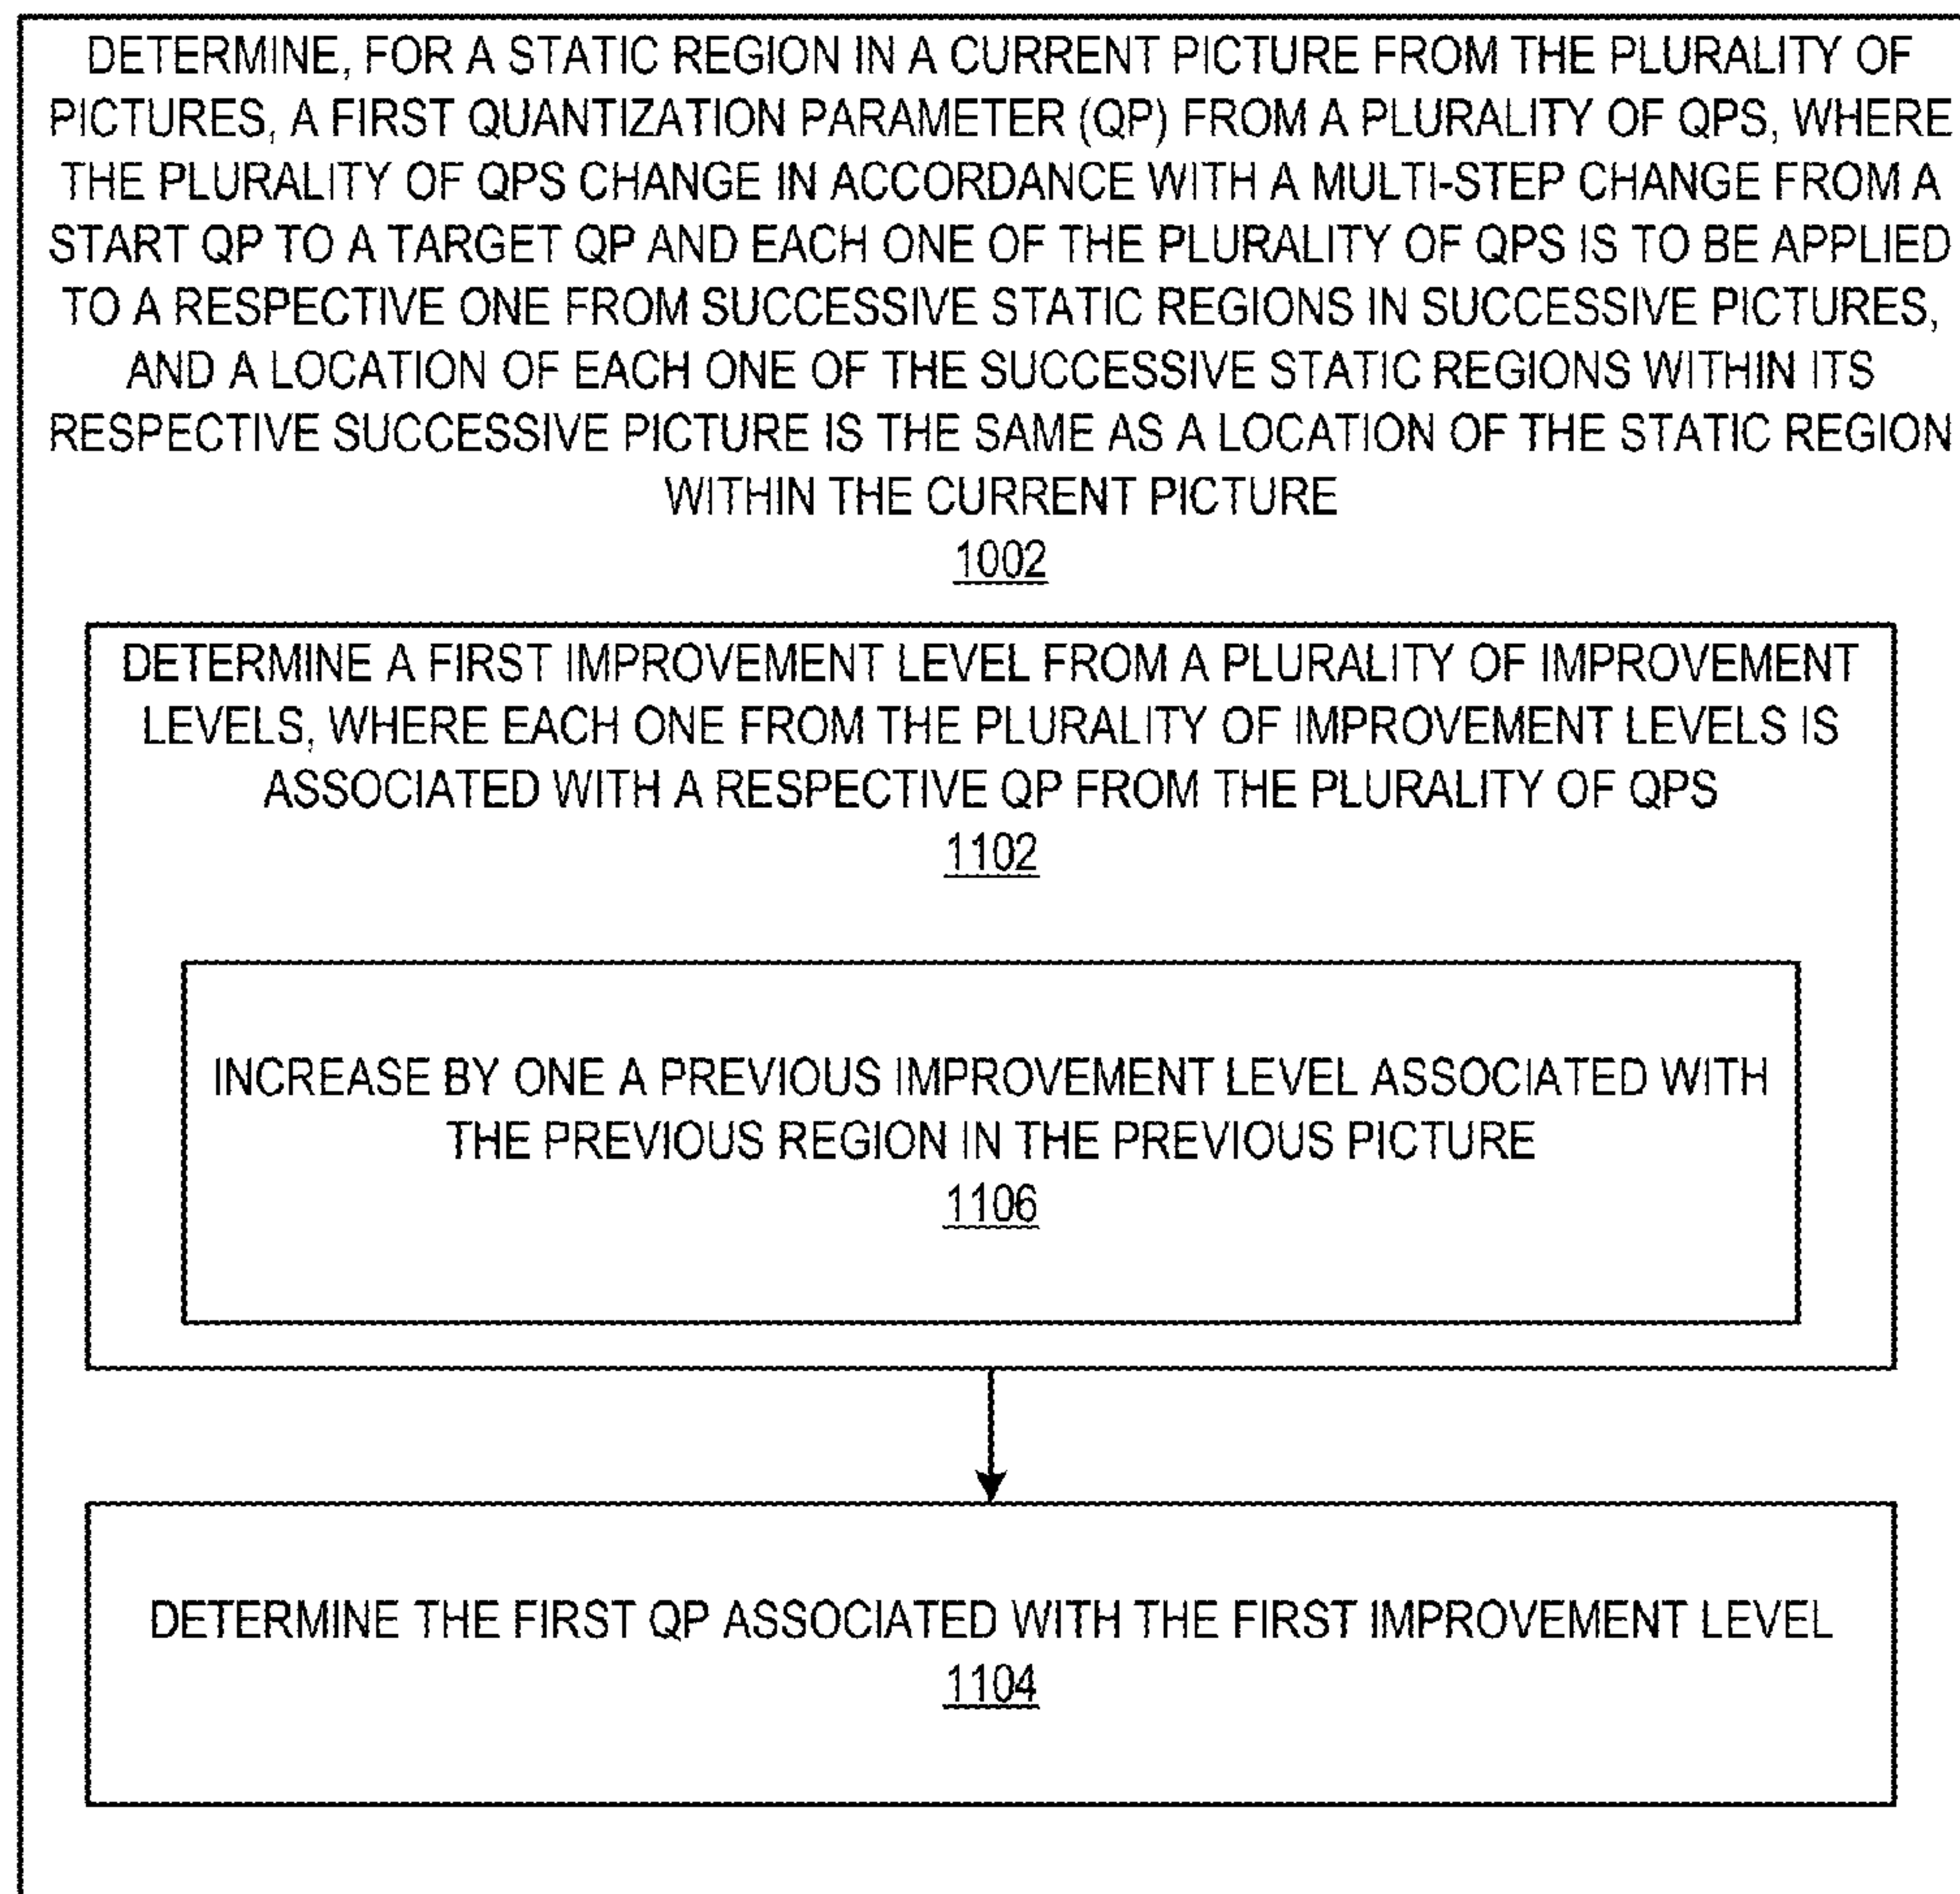 DETERMINE, FOR A STATIC REGION IN A CURRENT PICTURE FROM THE PLURALITY OF
PICTURES, A FIRST QUANTIZATION PARAMETER (QP) FROM A PLURALITY OF QPS, WHERE
THE PLURALITY OF QPS CHANGE IN ACCORDANCE WITH A MULTI-STEP CHANGE FROM A
START QP TO A TARGET QP AND EACH ONE OF THE PLURALITY OF QPS IS TO BE APPLIED
TO A RESPECTIVE ONE FROM SUCCESSIVE STATIC REGIONS IN SUCCESSIVE PICTURES,
AND A LOCATION OF EACH ONE OF THE SUCCESSIVE STATIC REGIONS WITHIN ITS
RESPECTIVE SUCCESSIVE PICTURE IS THE SAME AS A LOCATION OF THE STATIC REGION
WITHIN THE CURRENT PICTURE
1002
DETERMINE A FIRST IMPROVEMENT LEVEL FROM A PLURALITY OF IMPROVEMENT
LEVELS, WHERE EACH ONE FROM THE PLURALITY OF IMPROVEMENT LEVELS IS
ASSOCIATED WITH A RESPECTIVE QP FROM THE PLURALITY OF QPS
1102
INCREASE BY ONE A PREVIOUS IMPROVEMENT LEVEL ASSOCIATED WITH
THE PREVIOUS REGION IN THE PREVIOUS PICTURE
1106
DETERMINE THE FIRST QP ASSOCIATED WITH THE FIRST IMPROVEMENT LEVEL
1104